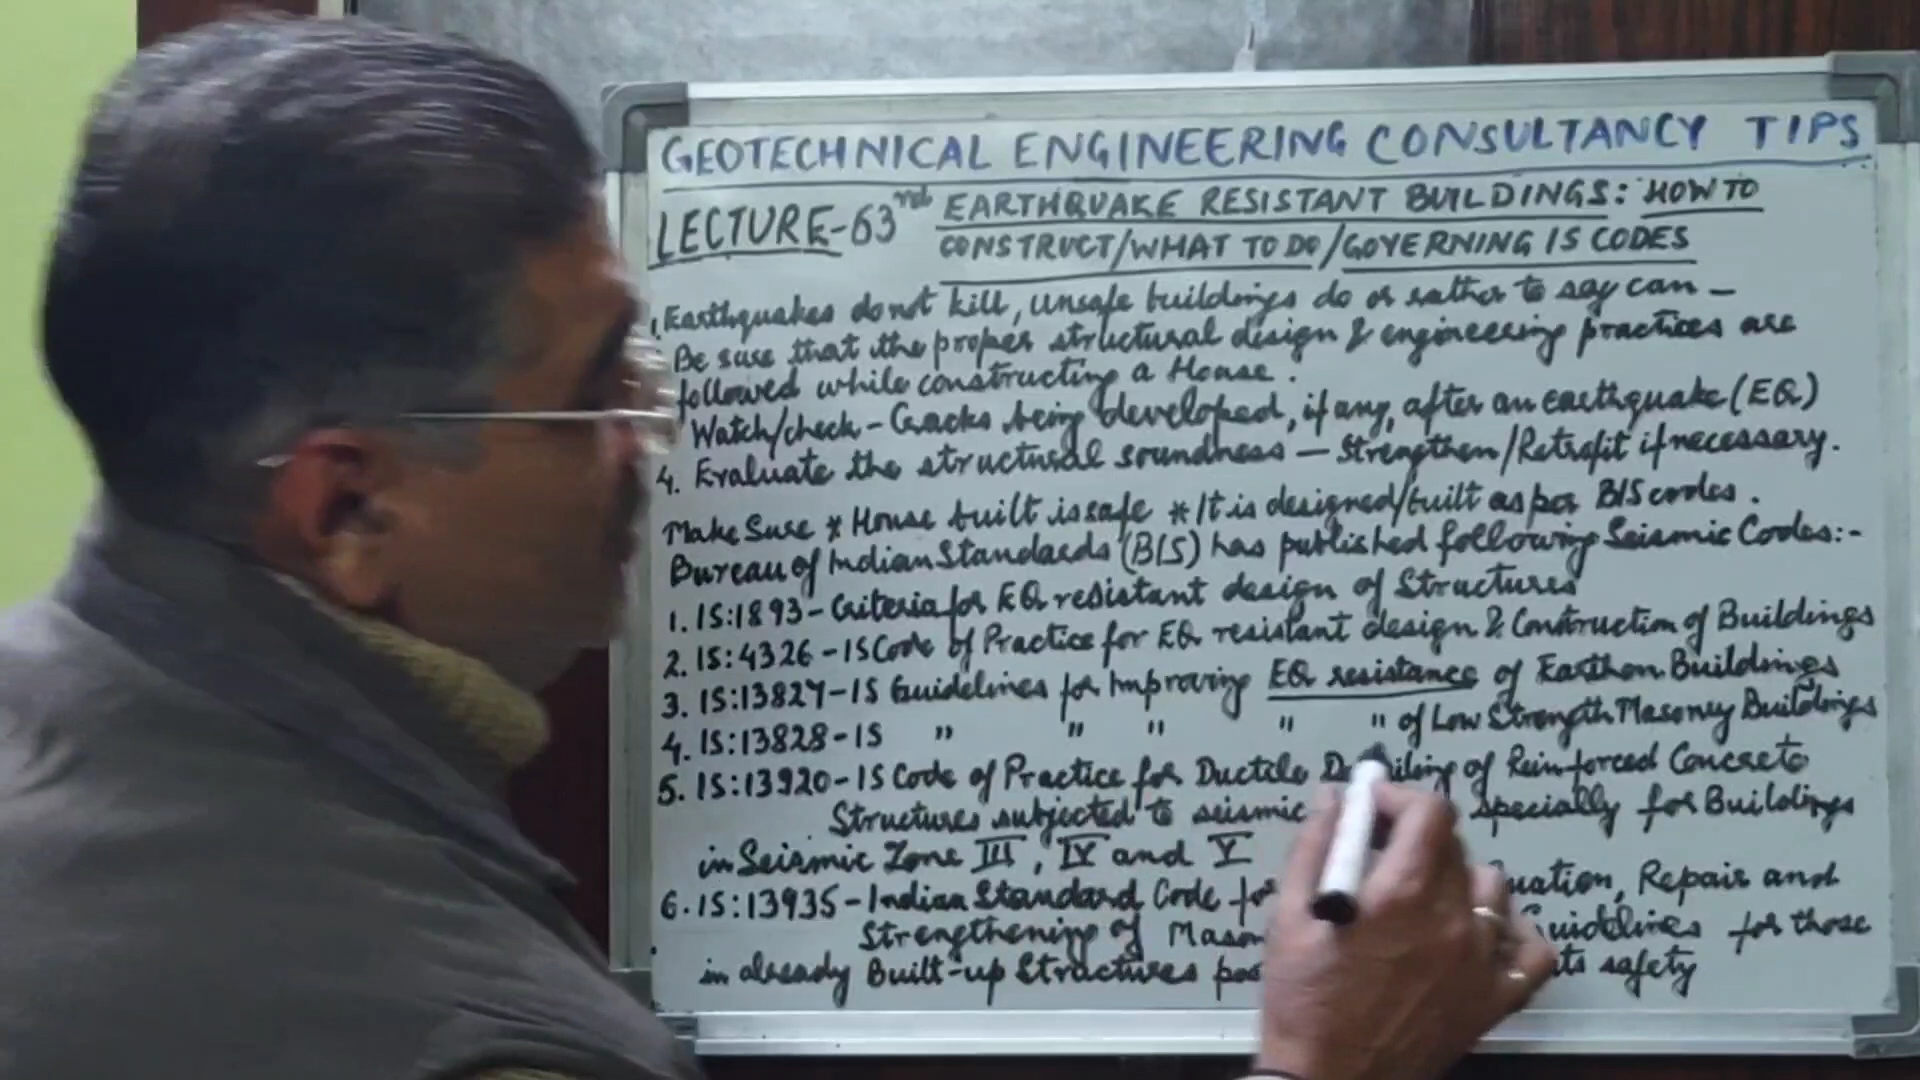 GEOTECHNICAL ENGINEERING CONSULTANCY TIPS
LECTURE-63rd EARTHQUAKE RESISTANT BUILDINGS: HOW TO
CONSTRUCT/WHAT TO DO/GOVERNING IS CODES
1. Earthquakes do not kill, unsafe buildings do or rather to say can -
Be sure that the proper structural design & engineering practices are
followed while constructing a House.
Watch/check - Cracks being developed, if any, after an earthquake (EQ)
4. Evaluate the structural soundness - Strengthen/Retrofit if necessary.
Make Sure * House built is safe * It is designed/built as per BIS codes.
Bureau of Indian Standards (BIS) has published following Seismic Codes:-
1. IS:1893 - Criteria for EQ resistant design of Structures
2. IS:4326 - IS Code of Practice for EQ resistant design & Construction of Buildings
3. IS:13827 - IS Guidelines for Improving EQ resistance of Earthen Buildings
4. IS:13828 - IS " " " " " of Low Strength Masonry Buildings
5. IS:13920 - IS Code of Practice for Ductile Detailing of Reinforced Concrete
Structures subjected to seismic specially for Buildings
in Seismic Zone III, IV and V
6. IS:13935 - Indian Standard Code for Repair and
Strengthening of Guidelines for those
in already Built-up Structures safety